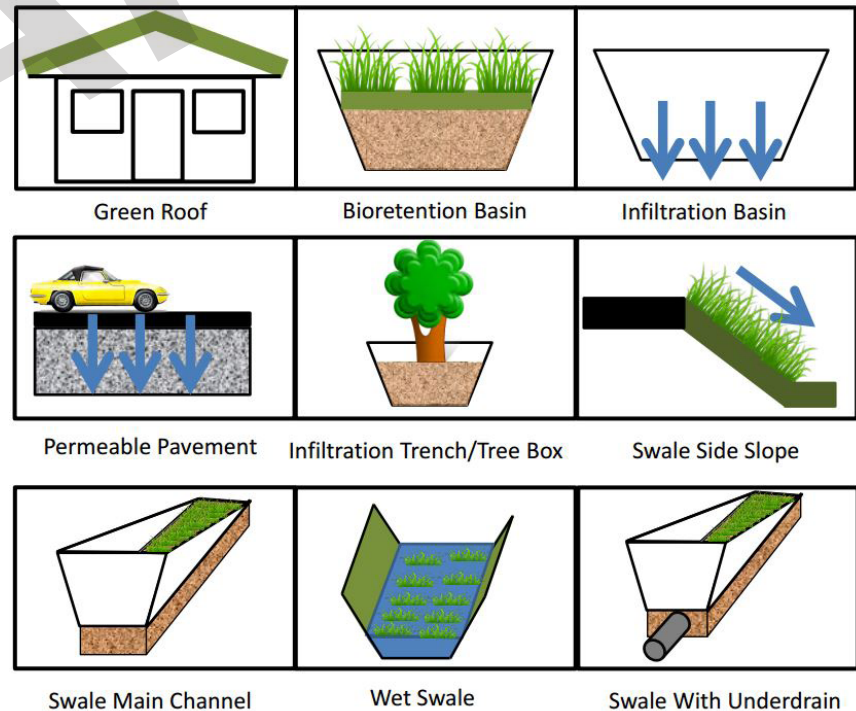 Green Roof
Bioretention Basin
Infiltration Basin
Permeable Pavement
Infiltration Trench/Tree Box
Swale Side Slope
Swale Main Channel
Wet Swale
Swale With Underdrain